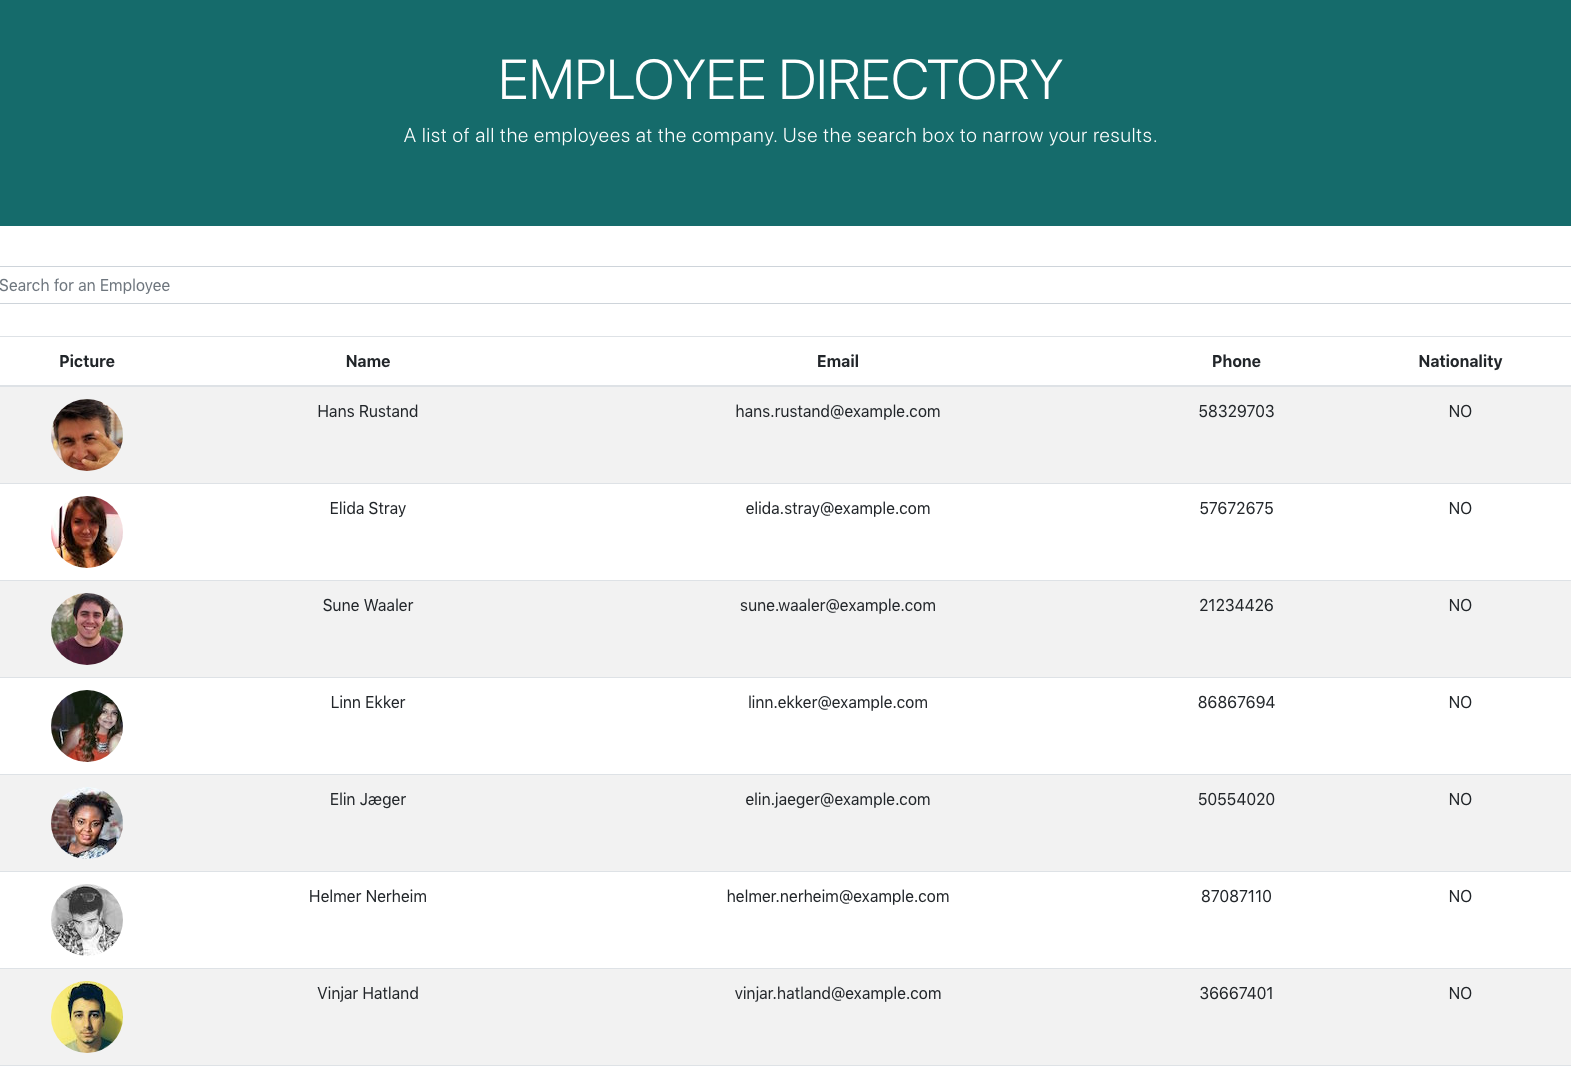 EMPLOYEE DIRECTORY
A list of all the employees at the company. Use the search box to narrow your results.
Search for an Employee
Picture Name Email Phone Nationality
Hans Rustand hans.rustand@example.com 58329703 NO
Elida Stray elida.stray@example.com 57672675 NO
Sune Waaler sune.waaler@example.com 21234426 NO
Linn Ekker linn.ekker@example.com 86867694 NO
Elin Jæger elin.jaeger@example.com 50554020 NO
Helmer Nerheim helmer.nerheim@example.com 87087110 NO
Vinjar Hatland vinjar.hatland@example.com 36667401 NO